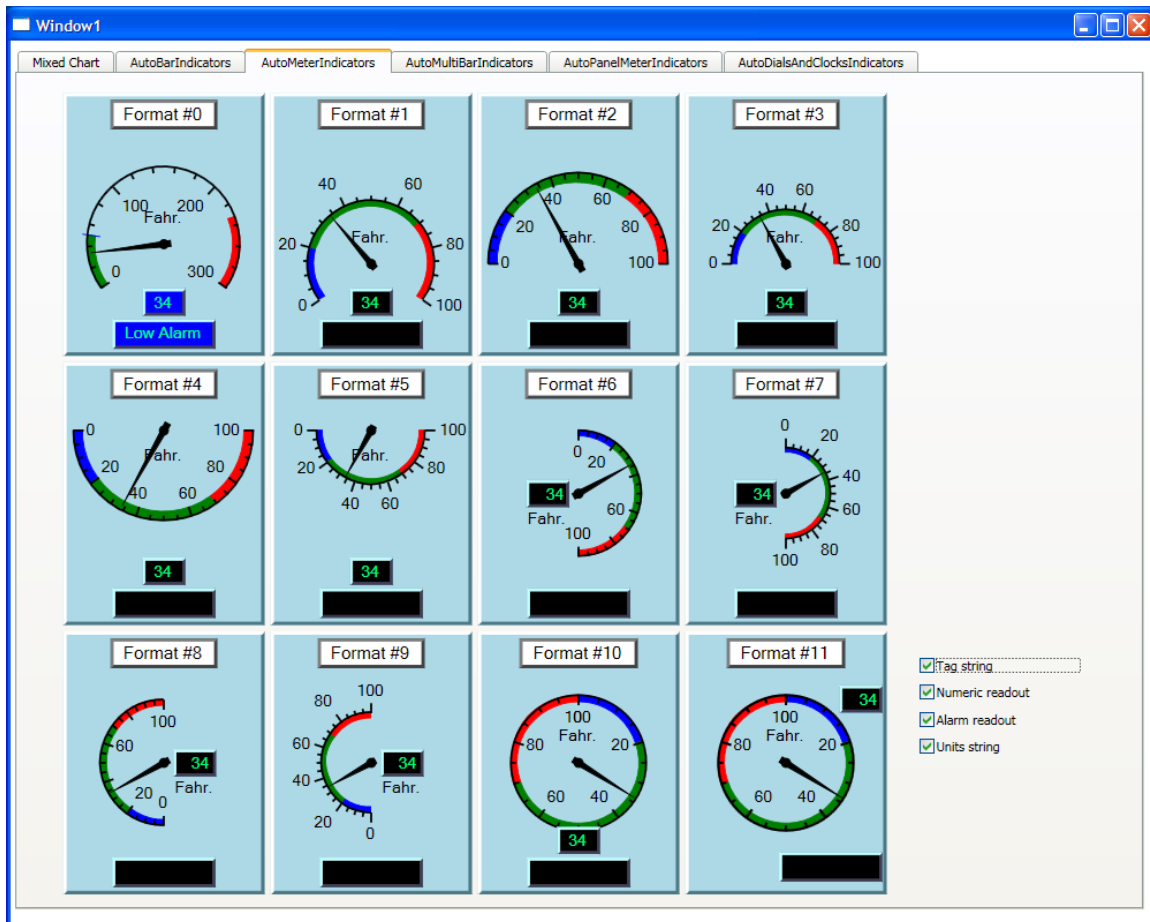 Window1
Mixed Chart AutoBarIndicators AutoMeterIndicators AutoMultiBarIndicators AutoPanelMeterIndicators AutoDialsAndClocksIndicators
Format #0
100 200
Fahr.
0 300
34
Low Alarm
Format #1
40 60
Fahr.
20 80
0 34 100
Format #2
40 60
20 Fahr. 80
0 100
34
Format #3
40 60
20 Fahr. 80
0 100
34
Format #4
0 100
20 Fahr. 80
40 60
34
Format #5
0 100
20 Fahr. 80
40 60
34
Format #6
0
20
34
60
Fahr.
100
Format #7
0 20
40
34
60
Fahr.
80
100
Format #8
100
60
34
20 Fahr.
0
Format #9
100
80
60
34
40 Fahr.
20
0
Format #10
100
Fahr.
80 20
60 40
34
Format #11
34
100
Fahr.
80 20
60 40
Tag string
Numeric readout
Alarm readout
Units string